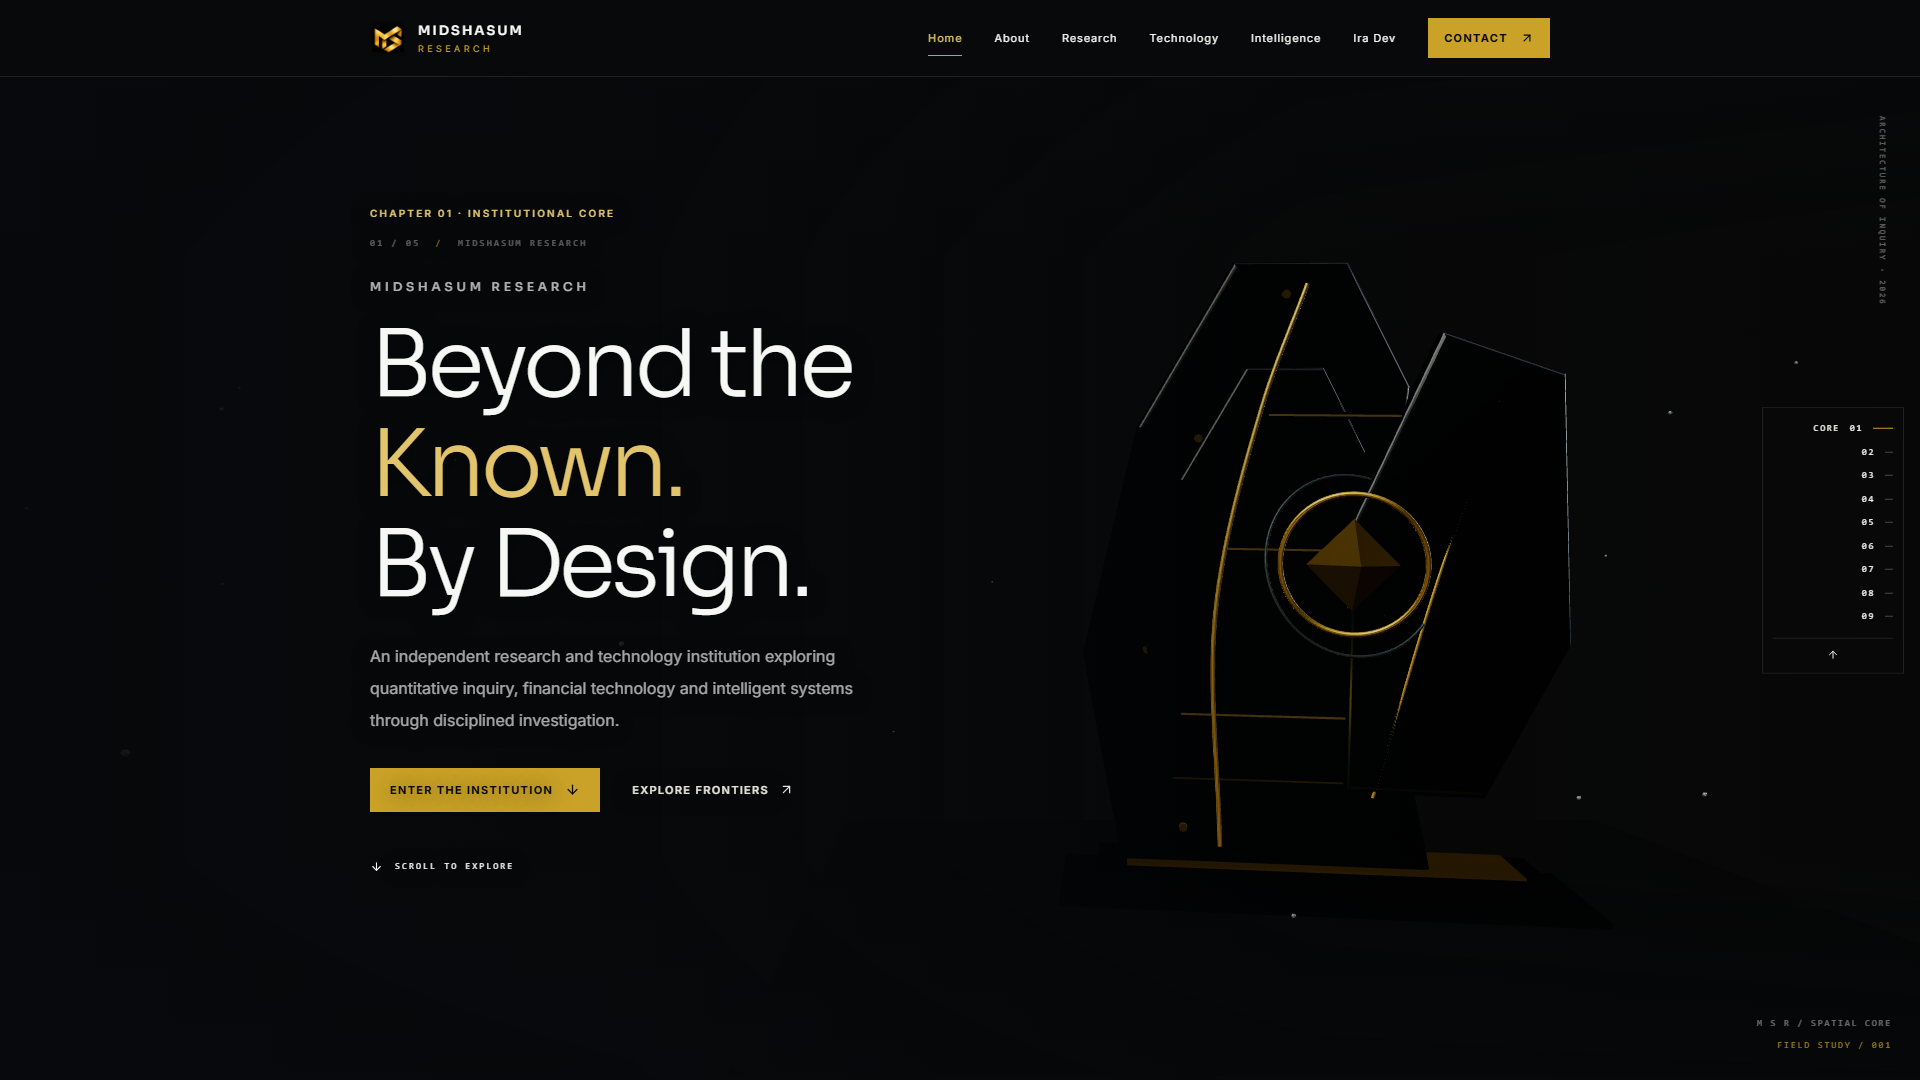 MIDSHASUM
RESEARCH
Home
About
Research
Technology
Intelligence
Ira Dev
CONTACT
ARCHITECTURE OF INQUIRY • 2026
CHAPTER 01 · INSTITUTIONAL CORE
01 / 05 / MIDSHASUM RESEARCH
MIDSHASUM RESEARCH
Beyond the
Known.
By Design.
An independent research and technology institution exploring
quantitative inquiry, financial technology and intelligent systems
through disciplined investigation.
ENTER THE INSTITUTION
EXPLORE FRONTIERS
SCROLL TO EXPLORE
CORE 01
02
03
04
05
06
07
08
09
M S R / SPATIAL CORE
FIELD STUDY / 001